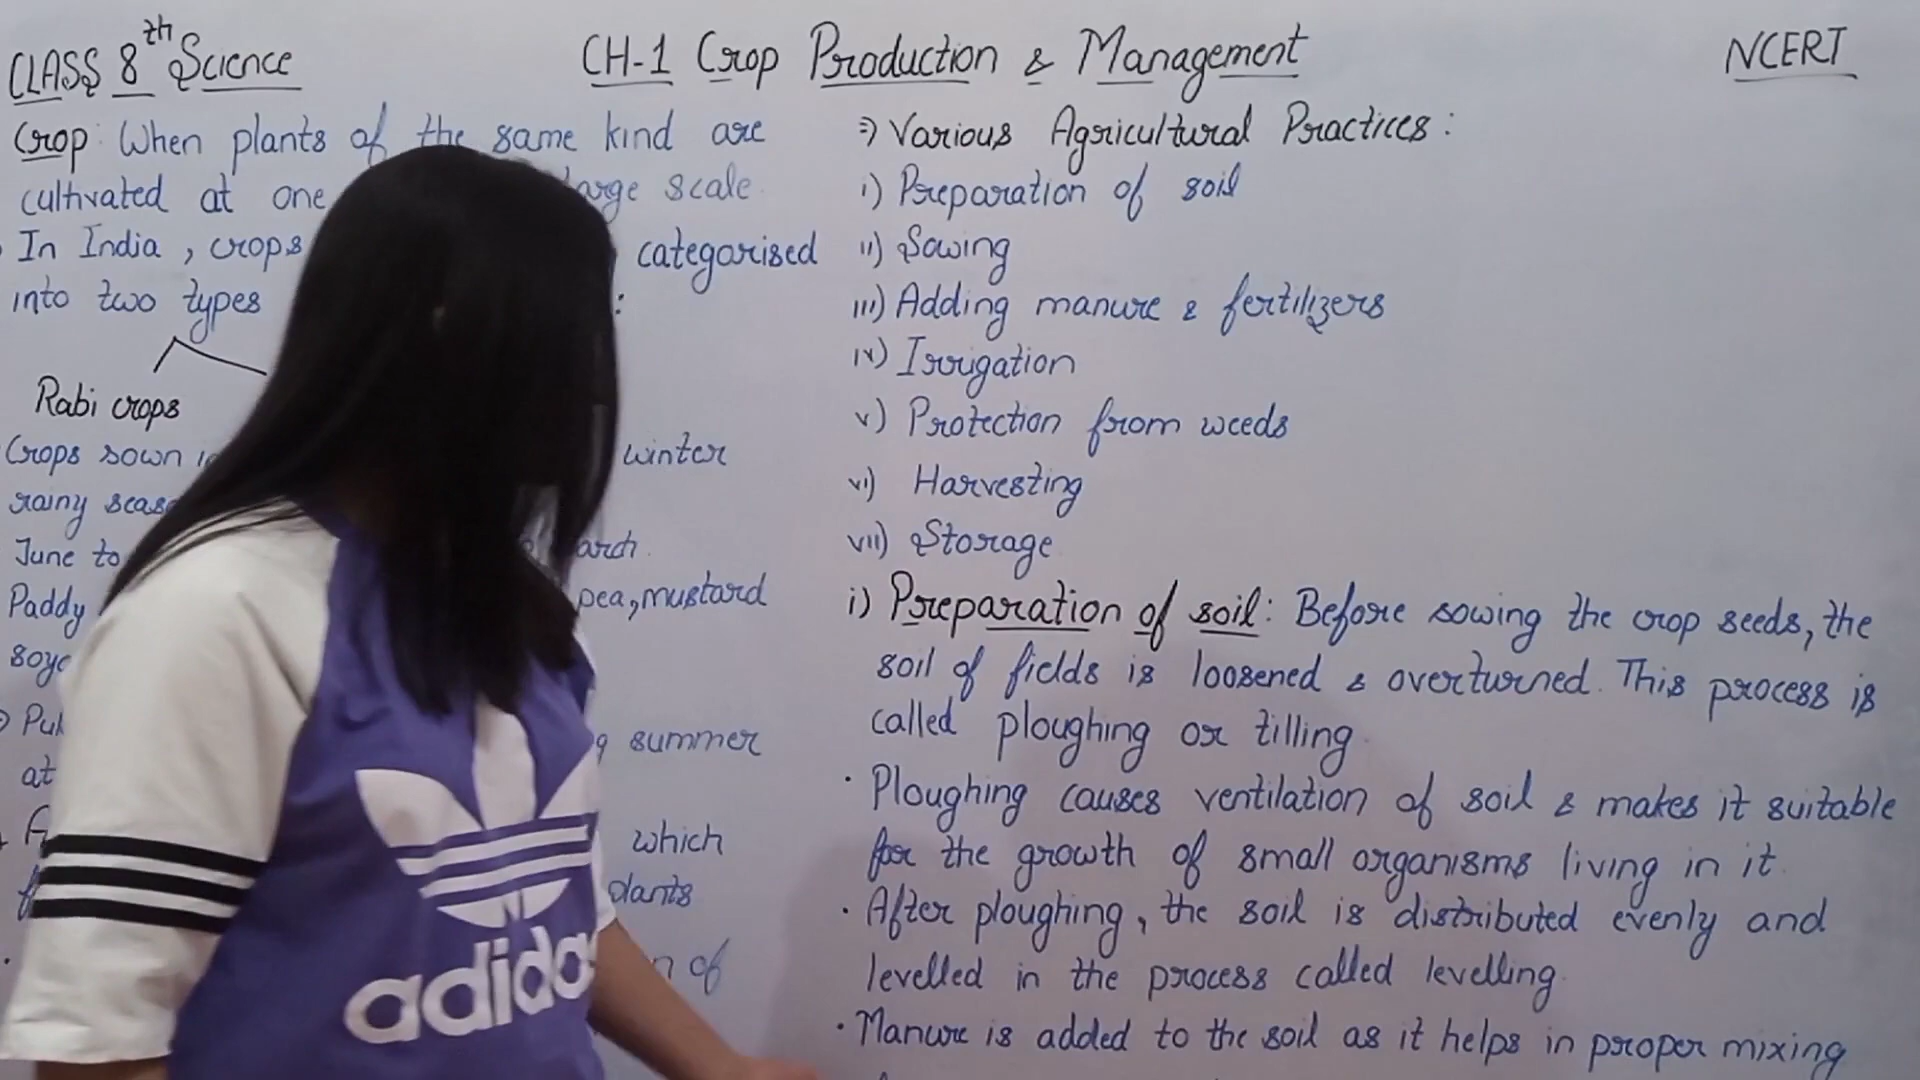 CLASS 8th Science
CH-1 Crop Production & Management
NCERT
Crop: When plants of the same kind are
cultivated at one large scale
In India, crops categorised
into two types :
Rabi crops
Crops sown winter
rainy
June to
Paddy pea, mustard
summer
at
which
plants
of
⇒ Various Agricultural Practices:
i) Preparation of soil
ii) Sowing
iii) Adding manure & fertilizers
iv) Irrigation
v) Protection from weeds
vi) Harvesting
vii) Storage
i) Preparation of soil: Before sowing the crop seeds, the
soil of fields is loosened & overturned. This process is
called ploughing or tilling.
· Ploughing causes ventilation of soil & makes it suitable
for the growth of small organisms living in it.
· After ploughing, the soil is distributed evenly and
levelled in the process called levelling.
· Manure is added to the soil as it helps in proper mixing
adidas